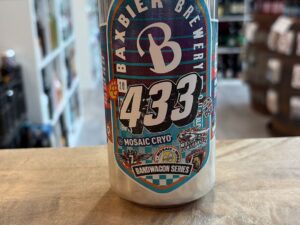 BAXBIER BREWERY
B
433
MOSAIC CRYO
BANDWAGON SERIES